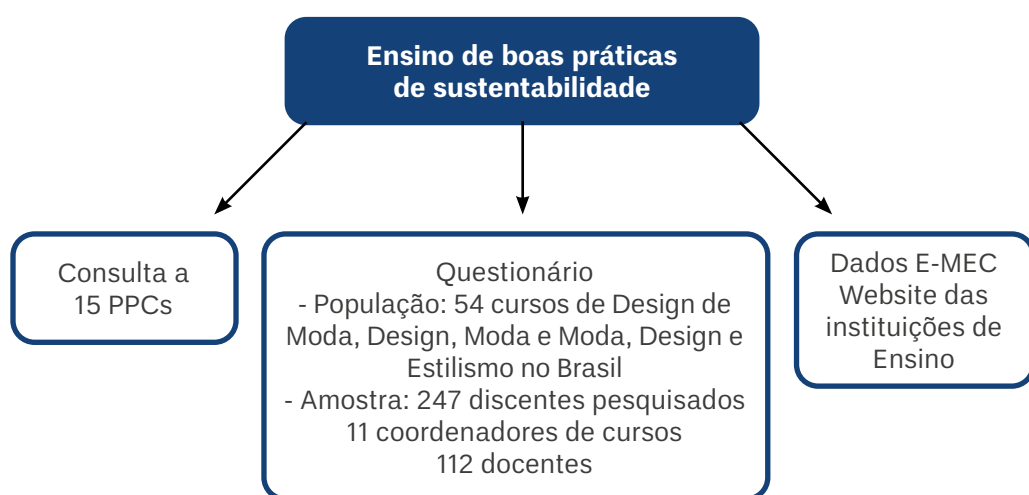 Ensino de boas práticas
de sustentabilidade
Consulta a
15 PPCs
Questionário
- População: 54 cursos de Design de
Moda, Design, Moda e Moda, Design e
Estilismo no Brasil
- Amostra: 247 discentes pesquisados
11 coordenadores de cursos
112 docentes
Dados E-MEC
Website das
instituições de
Ensino